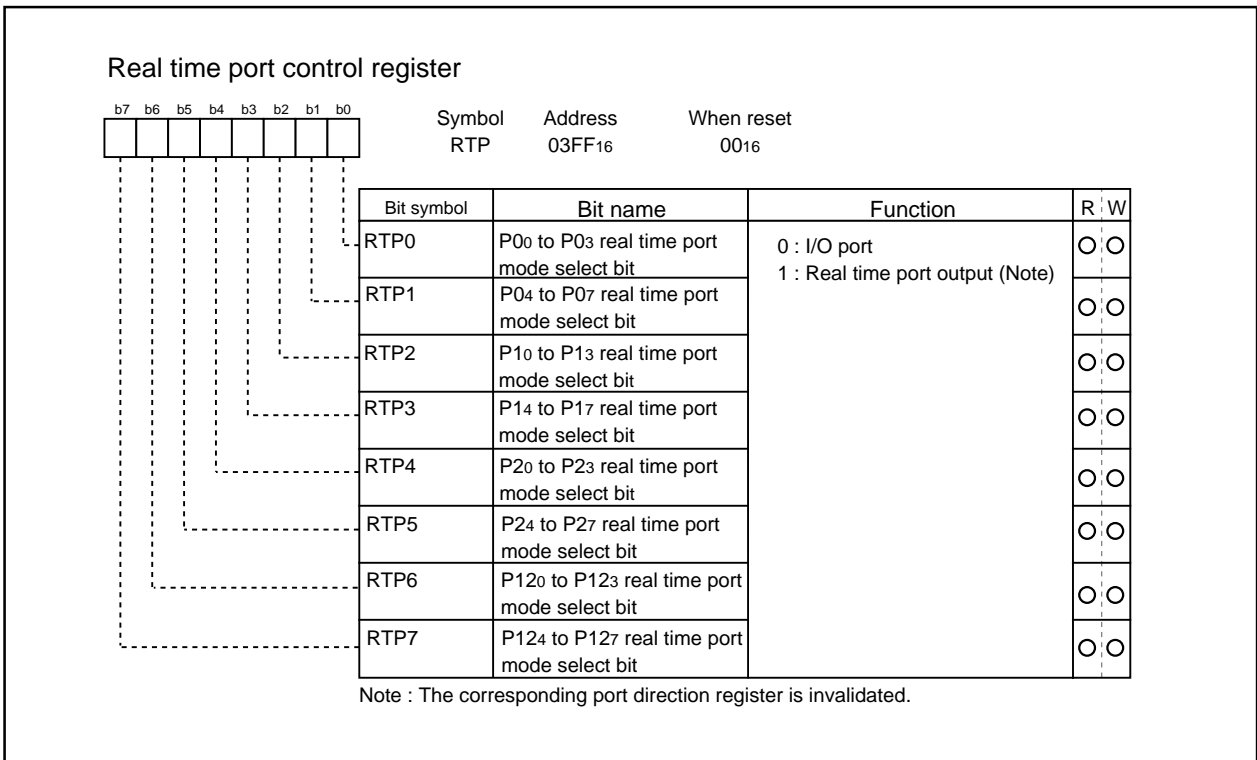 Real time port control register
b7 b6 b5 b4 b3 b2 b1 b0
Symbol Address When reset
RTP 03FF16 0016
Bit symbol Bit name Function R W
RTP0 P00 to P03 real time port
mode select bit
0 : I/O port
1 : Real time port output (Note)
RTP1 P04 to P07 real time port
mode select bit
RTP2 P10 to P13 real time port
mode select bit
RTP3 P14 to P17 real time port
mode select bit
RTP4 P20 to P23 real time port
mode select bit
RTP5 P24 to P27 real time port
mode select bit
RTP6 P120 to P123 real time port
mode select bit
RTP7 P124 to P127 real time port
mode select bit
Note : The corresponding port direction register is invalidated.